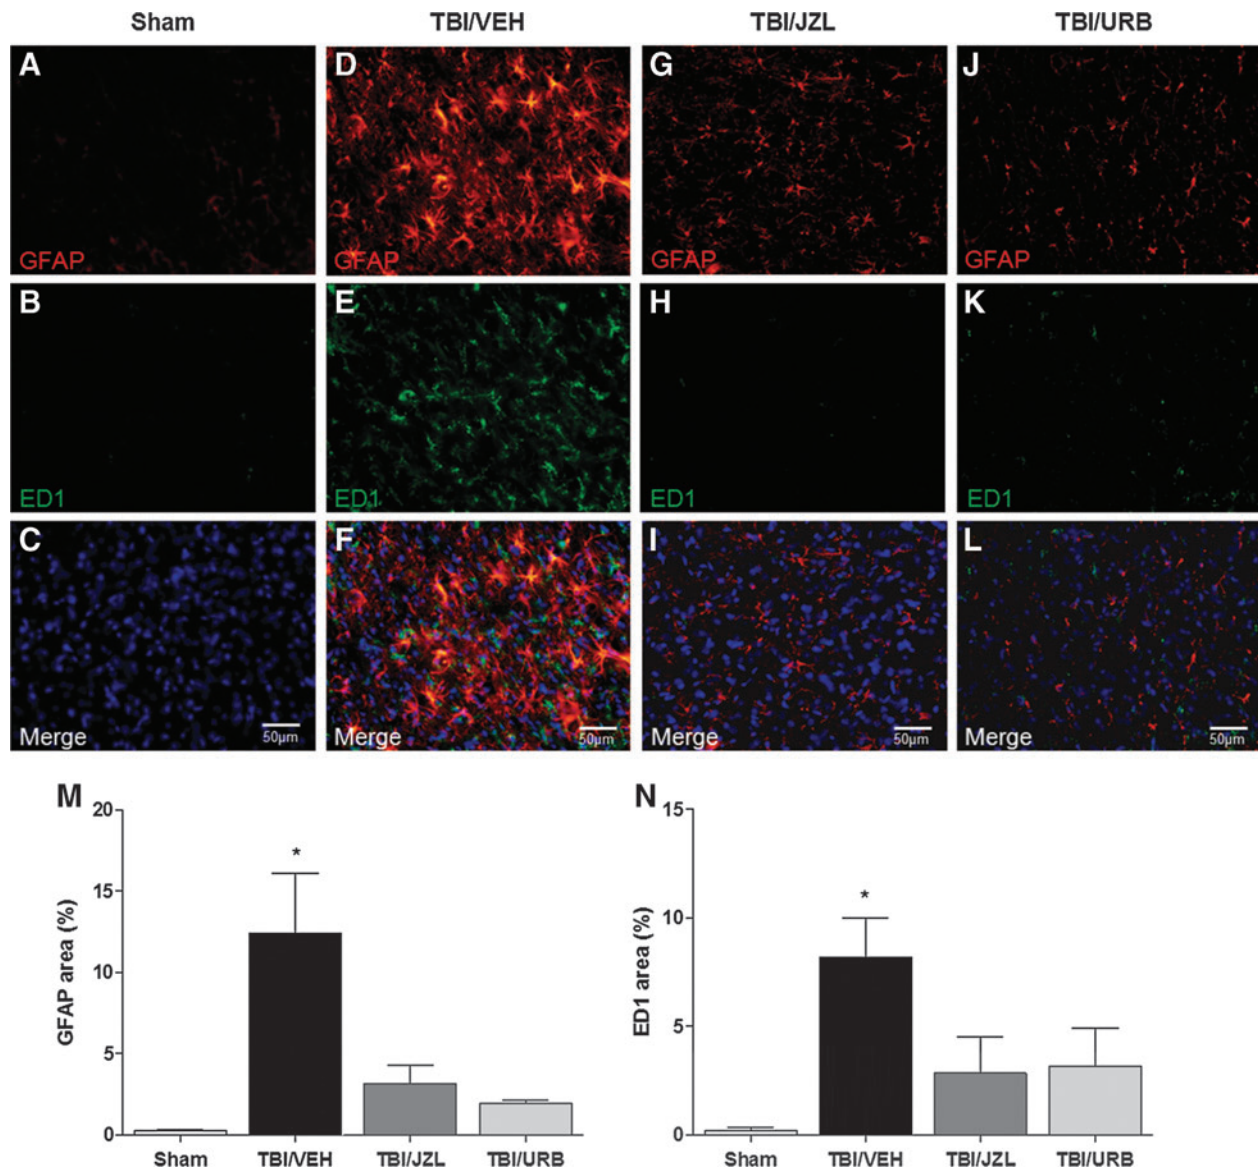 Sham TBI/VEH TBI/JZL TBI/URB
A D G J
GFAP GFAP GFAP GFAP
B E H K
ED1 ED1 ED1 ED1
C F I L
Merge 50µm Merge 50µm Merge 50µm Merge 50µm
M
20
15
10
5
0
GFAP area (%)
*
Sham TBI/VEH TBI/JZL TBI/URB
N
15
10
5
0
ED1 area (%)
*
Sham TBI/VEH TBI/JZL TBI/URB